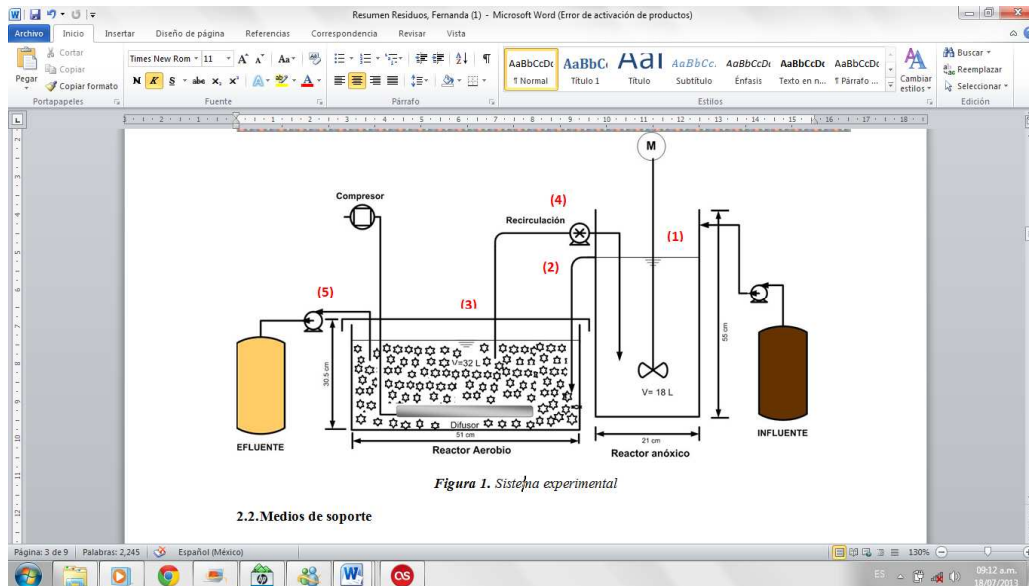 Resumen Residuos, Fernanda (1) - Microsoft Word (Error de activación de productos)
Archivo Inicio Insertar Diseño de página Referencias Correspondencia Revisar Vista
Cortar
Copiar
Copiar formato
Pegar
Portapapeles
Times New Rom 11
N K S abc x, x²
Fuente
Párrafo
AaBbCcDc AaBbCc AaI AaBbCc. AaBbCcDc AaBbCcDc AaBbCcDc
¶ Normal Título 1 Título Subtítulo Énfasis Texto en n... ¶ Párrafo ...
Estilos
Cambiar
estilos
Buscar
Reemplazar
Seleccionar
Edición
M
Compresor
(4)
Recirculación
(1)
(2)
(5)
(3)
V=32 L
30.5 cm
55 cm
V= 18 L
Difusor
51 cm
21 cm
EFLUENTE
Reactor Aerobio
Reactor anóxico
INFLUENTE
Figura 1. Sistema experimental
2.2.Medios de soporte
Página: 3 de 9 Palabras: 2,245 Español (México) 130%
ES 09:12 a.m.